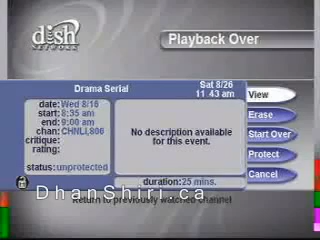 dish
NETWORK
Playback Over
Drama Serial
Sat 8/26
11:43 am
date: Wed 8/16
start: 8:35 am
end: 9:00 am
chan: CHNLI,806
critique:
rating:
status: unprotected
No description available
for this event.
duration: 25 mins.
View
Erase
Start Over
Protect
Cancel
DhanShiri.ca
Return to previously watched channel